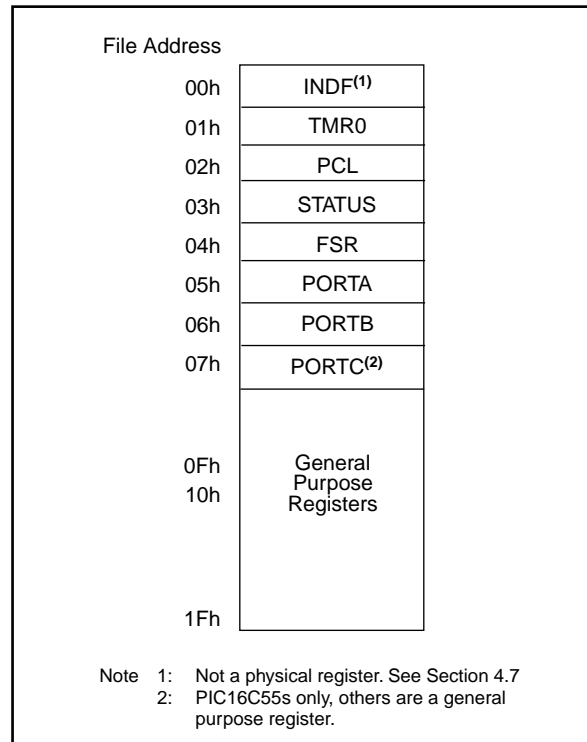 File Address
00h INDF(1)
01h TMR0
02h PCL
03h STATUS
04h FSR
05h PORTA
06h PORTB
07h PORTC(2)
0Fh General
Purpose
10h Registers
1Fh
Note 1: Not a physical register. See Section 4.7
2: PIC16C55s only, others are a general
purpose register.